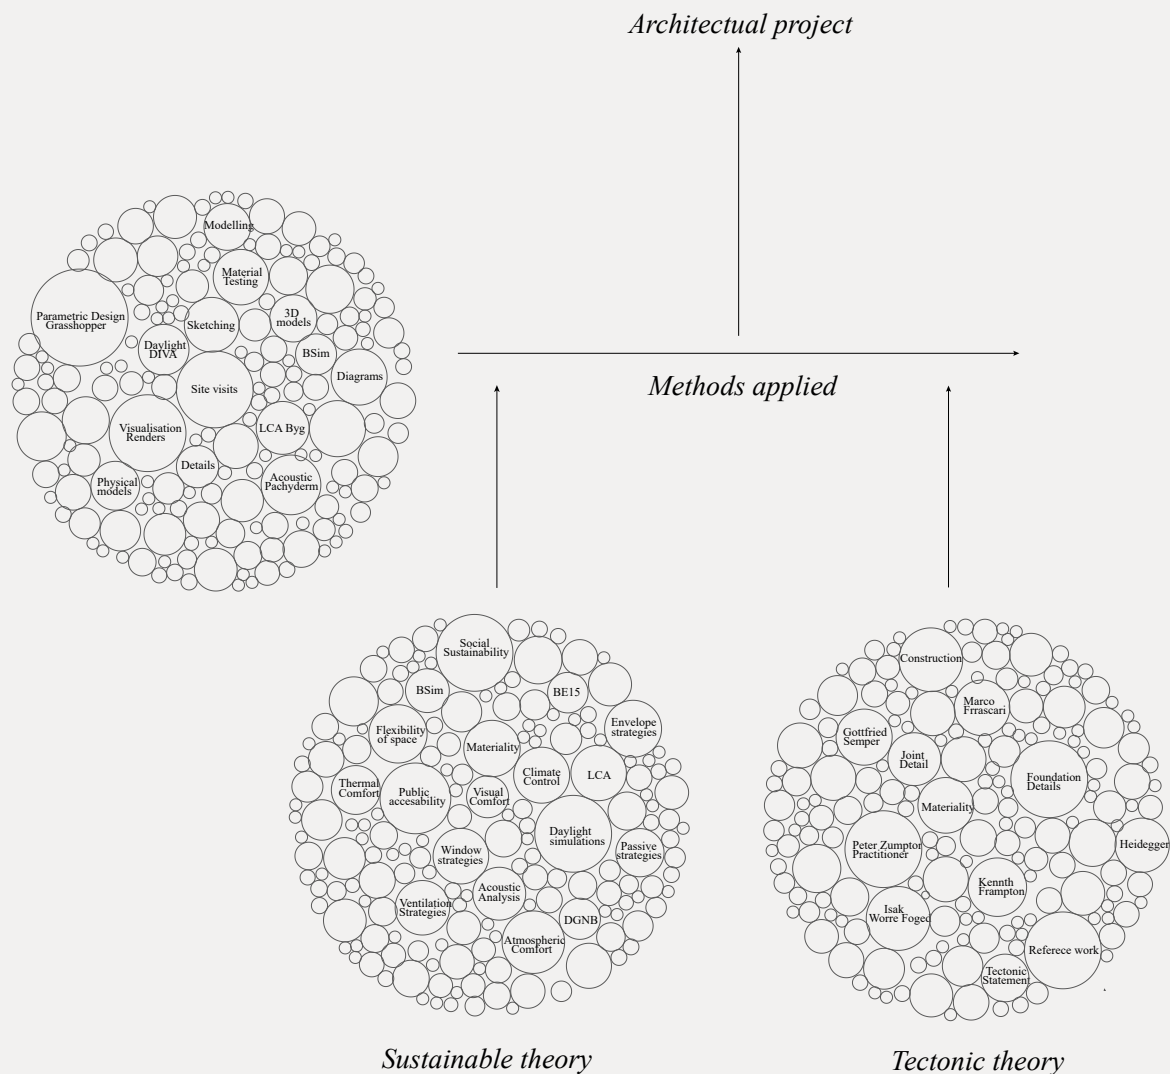 Architectual project
Modelling
Material
Testing
Parametric Design
Grasshopper
Sketching
3D
models
Daylight
DIVA
BSim
Diagrams
Site visits
Visualisation
Renders
LCA Byg
Details
Physical
models
Acoustic
Pachyderm
Methods applied
Social
Sustainability
BSim
BE15
Flexibility
of space
Envelope
strategies
Materiality
Thermal
Comfort
Public
accesability
Visual
Comfort
Climate
Control
LCA
Daylight
simulations
Window
strategies
Passive
strategies
Acoustic
Analysis
Ventilation
Strategies
DGNB
Atmospheric
Comfort
Sustainable theory
Construction
Marco
Frrascari
Gottfried
Semper
Joint
Detail
Foundation
Details
Materiality
Peter Zumptor
Practitioner
Heidegger
Kennth
Frampton
Isak
Worre Foged
Referece work
Tectonic
Statement
Tectonic theory